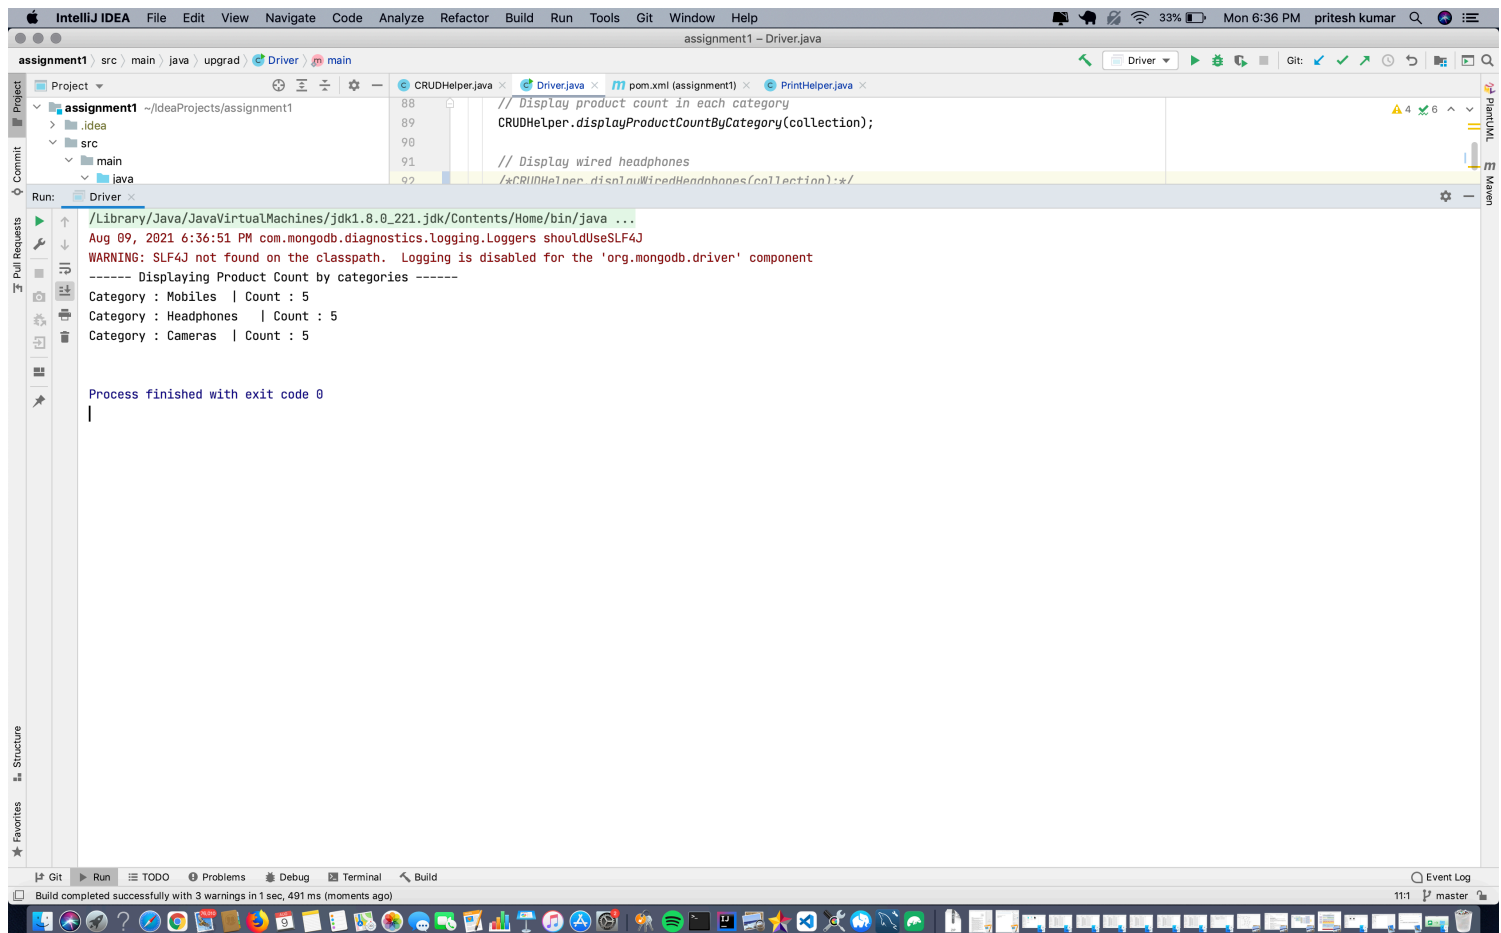 IntelliJ IDEA File Edit View Navigate Code Analyze Refactor Build Run Tools Git Window Help 33% Mon 6:36 PM pritesh kumar
assignment1 – Driver.java
assignment1 src main java upgrad Driver main Driver Git:
Project CRUDHelper.java Driver.java pom.xml (assignment1) PrintHelper.java
assignment1 ~/IdeaProjects/assignment1
.idea
src
main
java
88 // Display product count in each category
89 CRUDHelper.displayProductCountByCategory(collection);
90
91 // Display wired headphones
92 /*CRUDHelper.displayWiredHeadphones(collection);*/
4 6
Project
Commit
Pull Requests
Structure
Favorites
PlantUML
Maven
Run: Driver
/Library/Java/JavaVirtualMachines/jdk1.8.0_221.jdk/Contents/Home/bin/java ...
Aug 09, 2021 6:36:51 PM com.mongodb.diagnostics.logging.Loggers shouldUseSLF4J
WARNING: SLF4J not found on the classpath.  Logging is disabled for the 'org.mongodb.driver' component
------ Displaying Product Count by categories ------
Category : Mobiles  | Count : 5
Category : Headphones   | Count : 5
Category : Cameras  | Count : 5
Process finished with exit code 0
Git Run TODO Problems Debug Terminal Build Event Log
Build completed successfully with 3 warnings in 1 sec, 491 ms (moments ago) 11:1 master